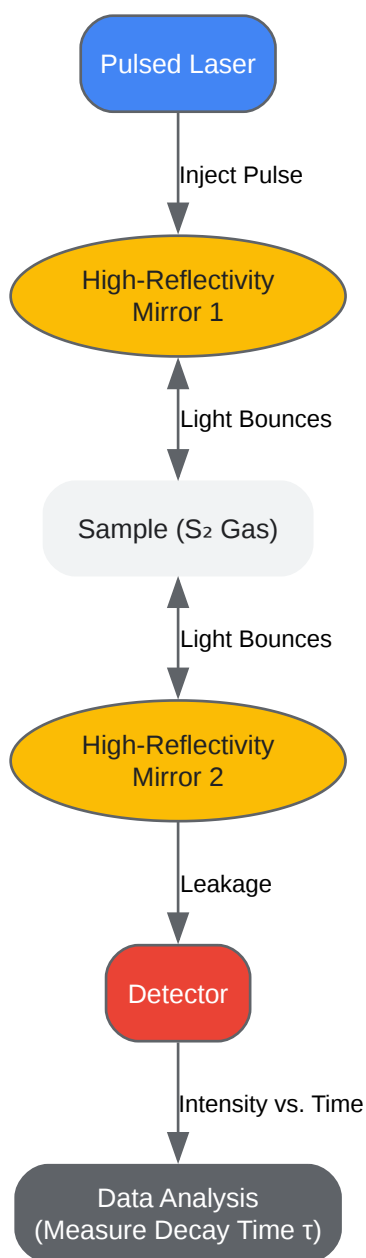 Pulsed Laser
Inject Pulse
High-Reflectivity
Mirror 1
Light Bounces
Sample (S₂ Gas)
Light Bounces
High-Reflectivity
Mirror 2
Leakage
Detector
Intensity vs. Time
Data Analysis
(Measure Decay Time τ)